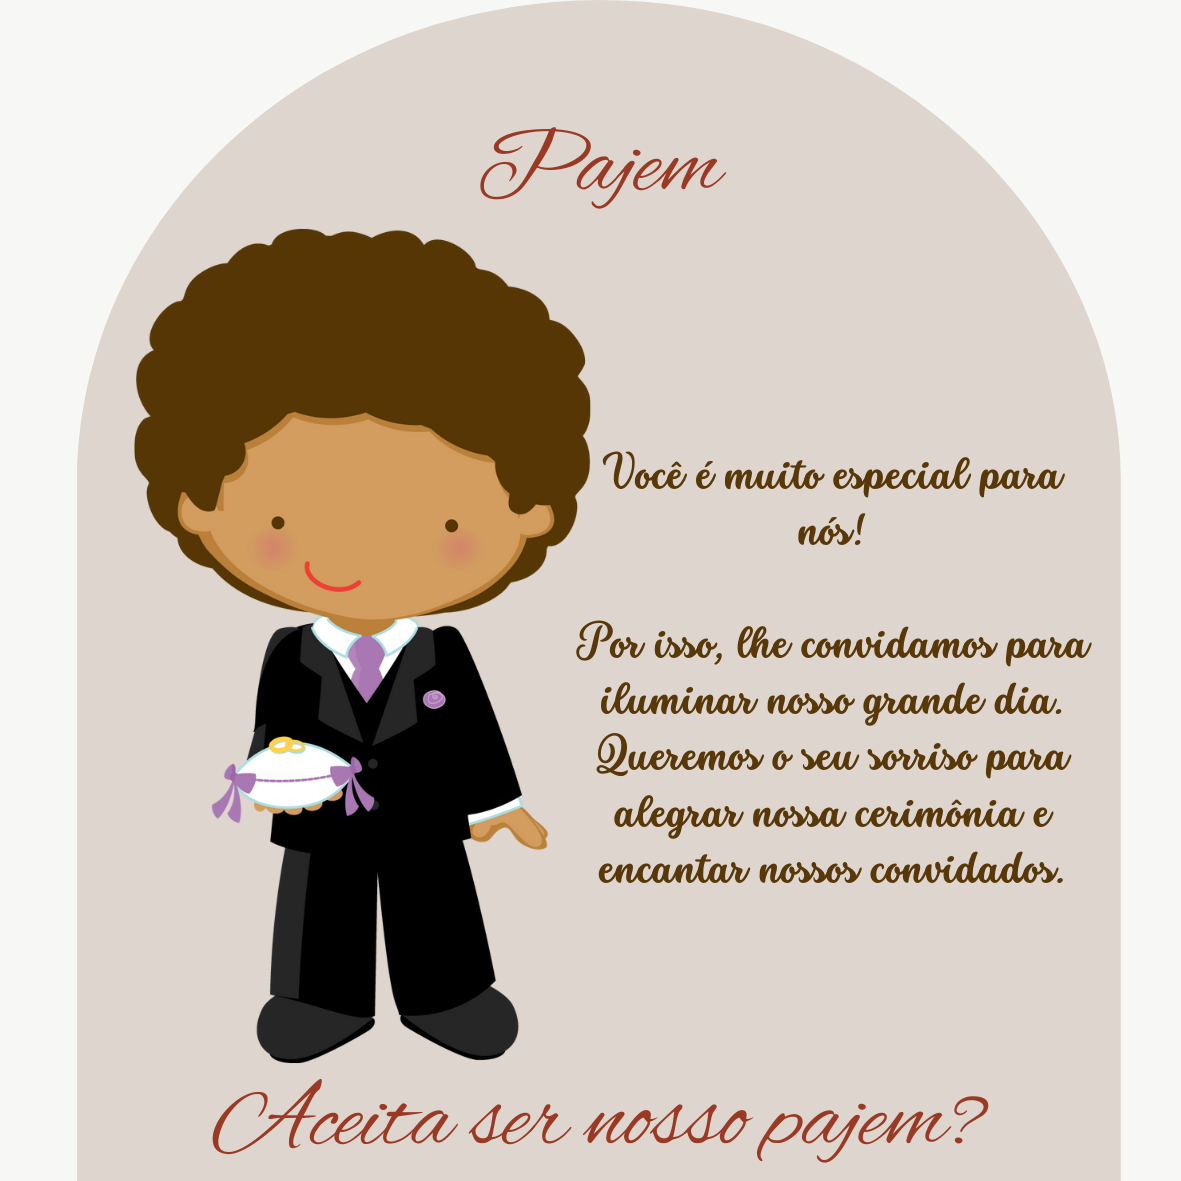 Pajem
Você é muito especial para
nós!
Por isso, lhe convidamos para
iluminar nosso grande dia.
Queremos o seu sorriso para
alegrar nossa cerimônia e
encantar nossos convidados.
Aceita ser nosso pajem?